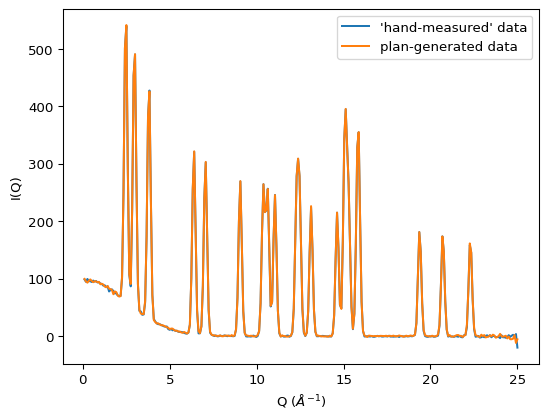 'hand-measured' data
plan-generated data
500
400
300
200
100
0
I(Q)
0 5 10 15 20 25
Q (Å⁻¹)